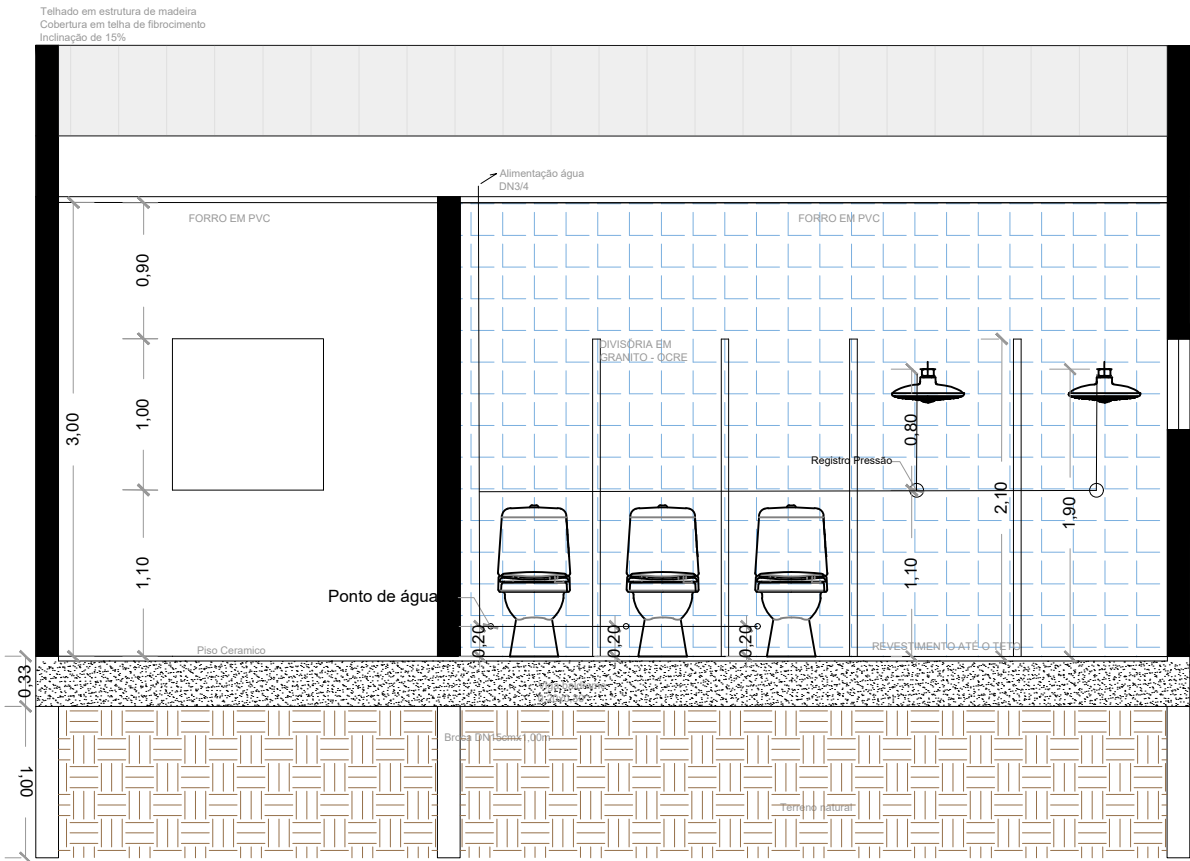 Telhado em estrutura de madeira
Cobertura em telha de fibrocimento
Inclinação de 15%
Alimentação água
DN3/4
FORRO EM PVC
FORRO EM PVC
0,90
DIVISÓRIA EM
GRANITO - OCRE
3,00
1,00
0,80
Registro Pressão
2,10
1,90
1,10
1,10
Ponto de água
0,20
0,20
0,20
Piso Ceramico
REVESTIMENTO ATÉ O TETO
0,33
Broca DN15cmx1,00m
1,00
Terreno natural